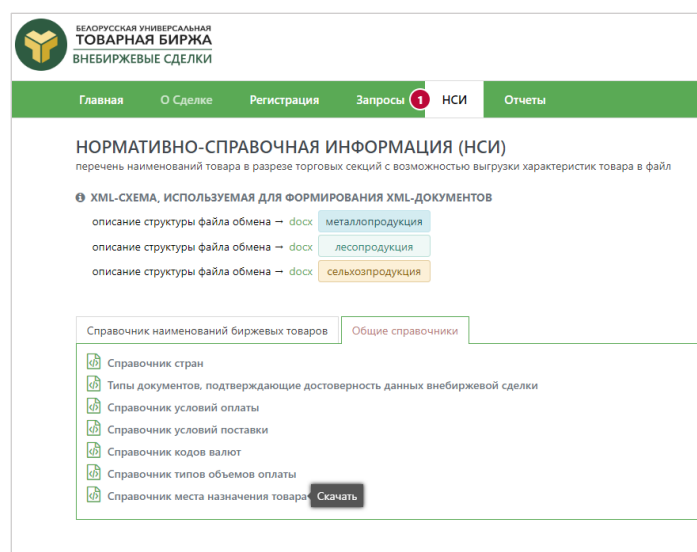 БЕЛОРУССКАЯ УНИВЕРСАЛЬНАЯ
ТОВАРНАЯ БИРЖА
ВНЕБИРЖЕВЫЕ СДЕЛКИ
Главная О Сделке Регистрация Запросы 1 НСИ Отчеты
НОРМАТИВНО-СПРАВОЧНАЯ ИНФОРМАЦИЯ (НСИ)
перечень наименований товара в разрезе торговых секций с возможностью выгрузки характеристик товара в файл
XML-СХЕМА, ИСПОЛЬЗУЕМАЯ ДЛЯ ФОРМИРОВАНИЯ XML-ДОКУМЕНТОВ
описание структуры файла обмена → docx металлопродукция
описание структуры файла обмена → docx лесопродукция
описание структуры файла обмена → docx сельхозпродукция
Справочник наименований биржевых товаров Общие справочники
Справочник стран
Типы документов, подтверждающие достоверность данных внебиржевой сделки
Справочник условий оплаты
Справочник условий поставки
Справочник кодов валют
Справочник типов объемов оплаты
Справочник места назначения товара Скачать